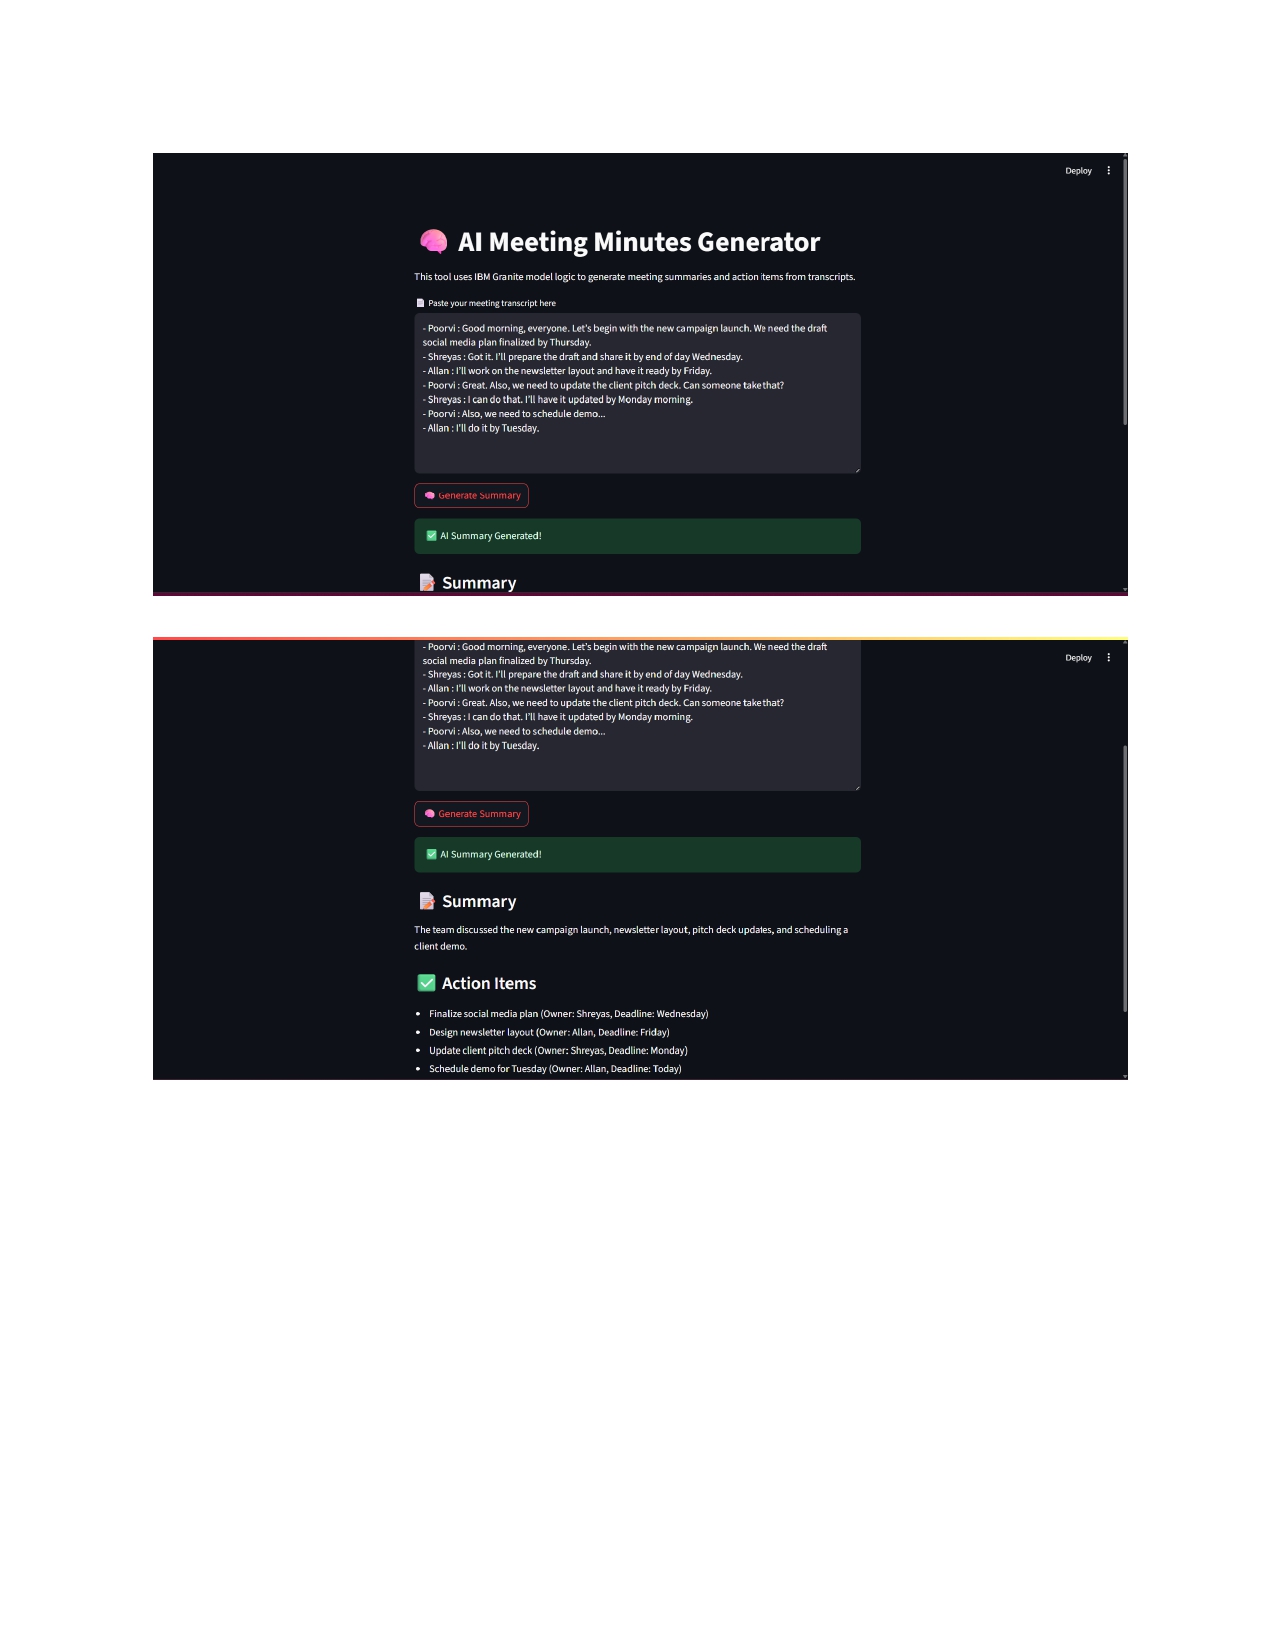 Deploy
AI Meeting Minutes Generator
This tool uses IBM Granite model logic to generate meeting summaries and action items from transcripts.
Paste your meeting transcript here
- Poorvi : Good morning, everyone. Let's begin with the new campaign launch. We need the draft
social media plan finalized by Thursday.
- Shreyas : Got it. I'll prepare the draft and share it by end of day Wednesday.
- Allan : I'll work on the newsletter layout and have it ready by Friday.
- Poorvi : Great. Also, we need to update the client pitch deck. Can someone take that?
- Shreyas : I can do that. I'll have it updated by Monday morning.
- Poorvi : Also, we need to schedule demo...
- Allan : I'll do it by Tuesday.
Generate Summary
AI Summary Generated!
Summary
- Poorvi : Good morning, everyone. Let's begin with the new campaign launch. We need the draft
Deploy
social media plan finalized by Thursday.
- Shreyas : Got it. I'll prepare the draft and share it by end of day Wednesday.
- Allan : I'll work on the newsletter layout and have it ready by Friday.
- Poorvi : Great. Also, we need to update the client pitch deck. Can someone take that?
- Shreyas : I can do that. I'll have it updated by Monday morning.
- Poorvi : Also, we need to schedule demo...
- Allan : I'll do it by Tuesday.
Generate Summary
AI Summary Generated!
Summary
The team discussed the new campaign launch, newsletter layout, pitch deck updates, and scheduling a
client demo.
Action Items
• Finalize social media plan (Owner: Shreyas, Deadline: Wednesday)
• Design newsletter layout (Owner: Allan, Deadline: Friday)
• Update client pitch deck (Owner: Shreyas, Deadline: Monday)
• Schedule demo for Tuesday (Owner: Allan, Deadline: Today)